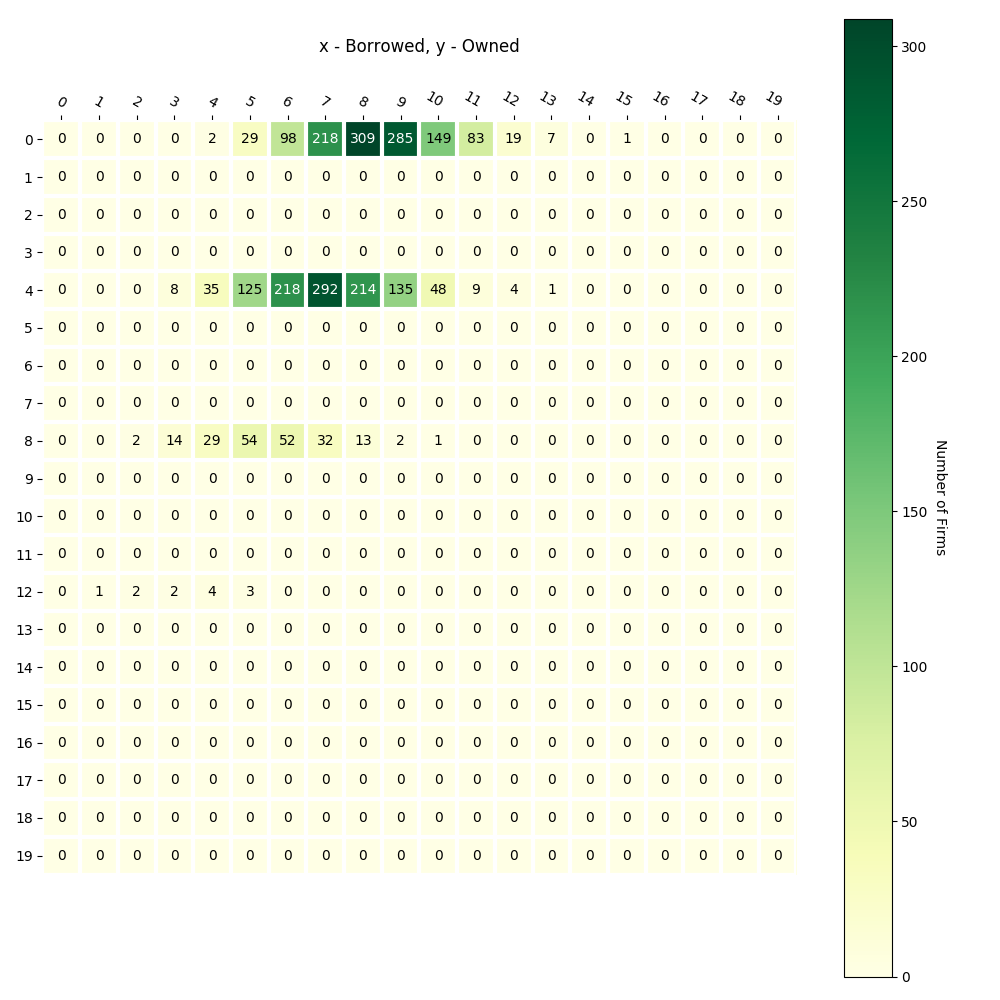 x - Borrowed, y - Owned
0 1 2 3 4 5 6 7 8 9 10 11 12 13 14 15 16 17 18 19
0 0 0 0 0 2 29 98 218 309 285 149 83 19 7 0 1 0 0 0 0
1 0 0 0 0 0 0 0 0 0 0 0 0 0 0 0 0 0 0 0 0
2 0 0 0 0 0 0 0 0 0 0 0 0 0 0 0 0 0 0 0 0
3 0 0 0 0 0 0 0 0 0 0 0 0 0 0 0 0 0 0 0 0
4 0 0 0 8 35 125 218 292 214 135 48 9 4 1 0 0 0 0 0 0
5 0 0 0 0 0 0 0 0 0 0 0 0 0 0 0 0 0 0 0 0
6 0 0 0 0 0 0 0 0 0 0 0 0 0 0 0 0 0 0 0 0
7 0 0 0 0 0 0 0 0 0 0 0 0 0 0 0 0 0 0 0 0
8 0 0 2 14 29 54 52 32 13 2 1 0 0 0 0 0 0 0 0 0
9 0 0 0 0 0 0 0 0 0 0 0 0 0 0 0 0 0 0 0 0
10 0 0 0 0 0 0 0 0 0 0 0 0 0 0 0 0 0 0 0 0
11 0 0 0 0 0 0 0 0 0 0 0 0 0 0 0 0 0 0 0 0
12 0 1 2 2 4 3 0 0 0 0 0 0 0 0 0 0 0 0 0 0
13 0 0 0 0 0 0 0 0 0 0 0 0 0 0 0 0 0 0 0 0
14 0 0 0 0 0 0 0 0 0 0 0 0 0 0 0 0 0 0 0 0
15 0 0 0 0 0 0 0 0 0 0 0 0 0 0 0 0 0 0 0 0
16 0 0 0 0 0 0 0 0 0 0 0 0 0 0 0 0 0 0 0 0
17 0 0 0 0 0 0 0 0 0 0 0 0 0 0 0 0 0 0 0 0
18 0 0 0 0 0 0 0 0 0 0 0 0 0 0 0 0 0 0 0 0
19 0 0 0 0 0 0 0 0 0 0 0 0 0 0 0 0 0 0 0 0
300
250
200
150
100
50
0
Number of Firms